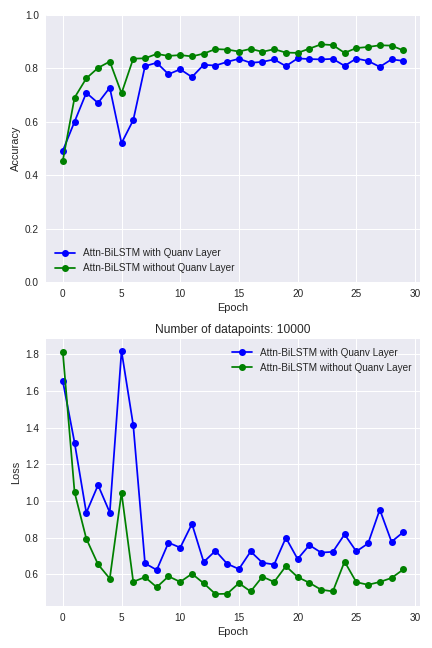 1.0
0.8
0.6
0.4
0.2
0.0
Accuracy
Attn-BiLSTM with Quanv Layer
Attn-BiLSTM without Quanv Layer
0 5 10 15 20 25 30
Epoch
Number of datapoints: 10000
1.8
1.6
1.4
1.2
1.0
0.8
0.6
Loss
Attn-BiLSTM with Quanv Layer
Attn-BiLSTM without Quanv Layer
0 5 10 15 20 25 30
Epoch